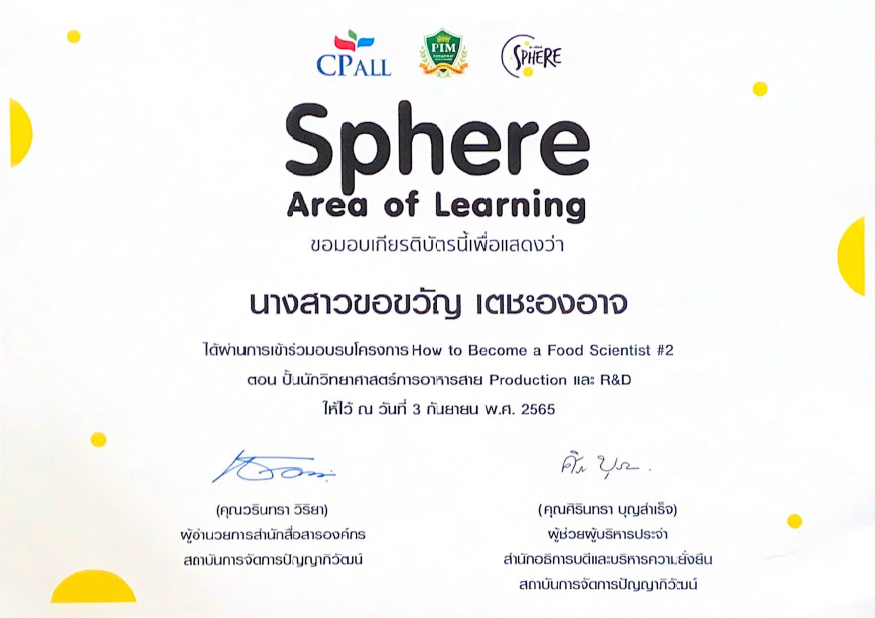 CPALL
PIM
SPHERE
Sphere
Area of Learning
ขอมอบเกียรติบัตรนี้เพื่อแสดงว่า
นางสาวขอขวัญ เตชะองอาจ
ได้ผ่านการเข้าร่วมอบรบโครงการ How to Become a Food Scientist #2
ตอน ปั้นนักวิทยาศาสตร์การอาหารสาย Production และ R&D
ให้ไว้ ณ วันที่ 3 กันยายน พ.ศ. 2565
(คุณวรินทรา วิริยา)
ผู้อำนวยการสำนักสื่อสารองค์กร
สถาบันการจัดการปัญญาภิวัฒน์
(คุณศิรินทรา บุญสำเร็จ)
ผู้ช่วยผู้บริหารประจำ
สำนักอธิการบดีและบริหารความยั่งยืน
สถาบันการจัดการปัญญาภิวัฒน์